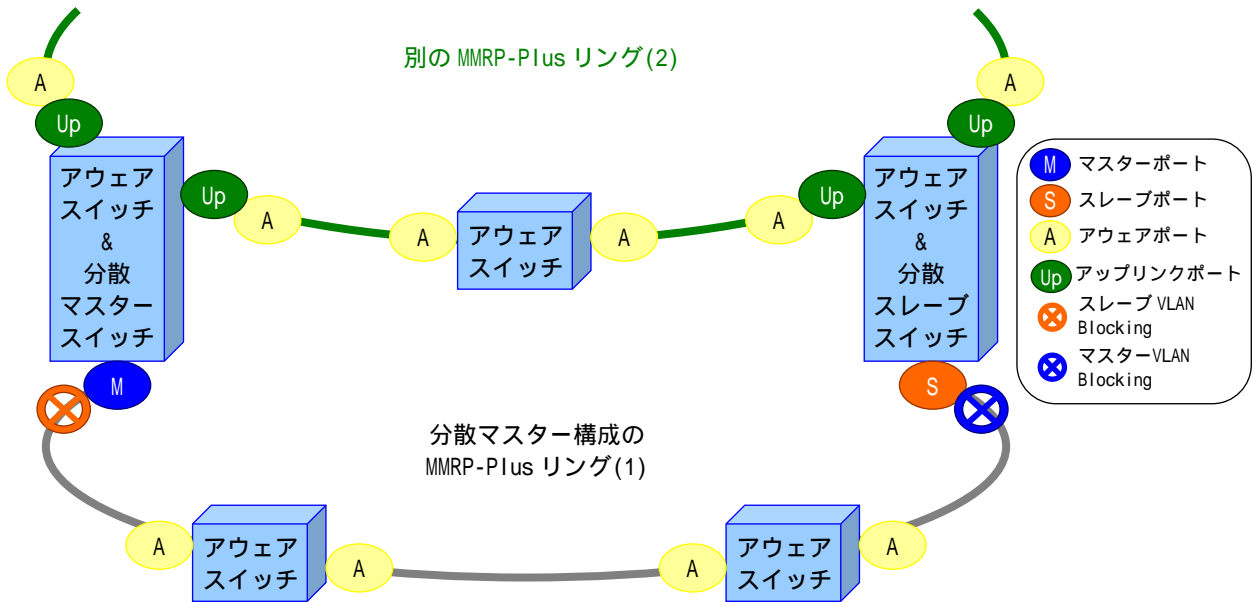 別の MMRP-Plus リング(2)
A
A
Up
Up
アウェア
スイッチ
&
分散
マスター
スイッチ
Up
A
A
アウェア
スイッチ
A
A
Up
アウェア
スイッチ
&
分散
スレーブ
スイッチ
M マスターポート
S スレーブポート
A アウェアポート
Up アップリンクポート
スレーブ VLAN
Blocking
マスターVLAN
Blocking
M
S
分散マスター構成の
MMRP-Plus リング(1)
A
アウェア
スイッチ
A
A
アウェア
スイッチ
A